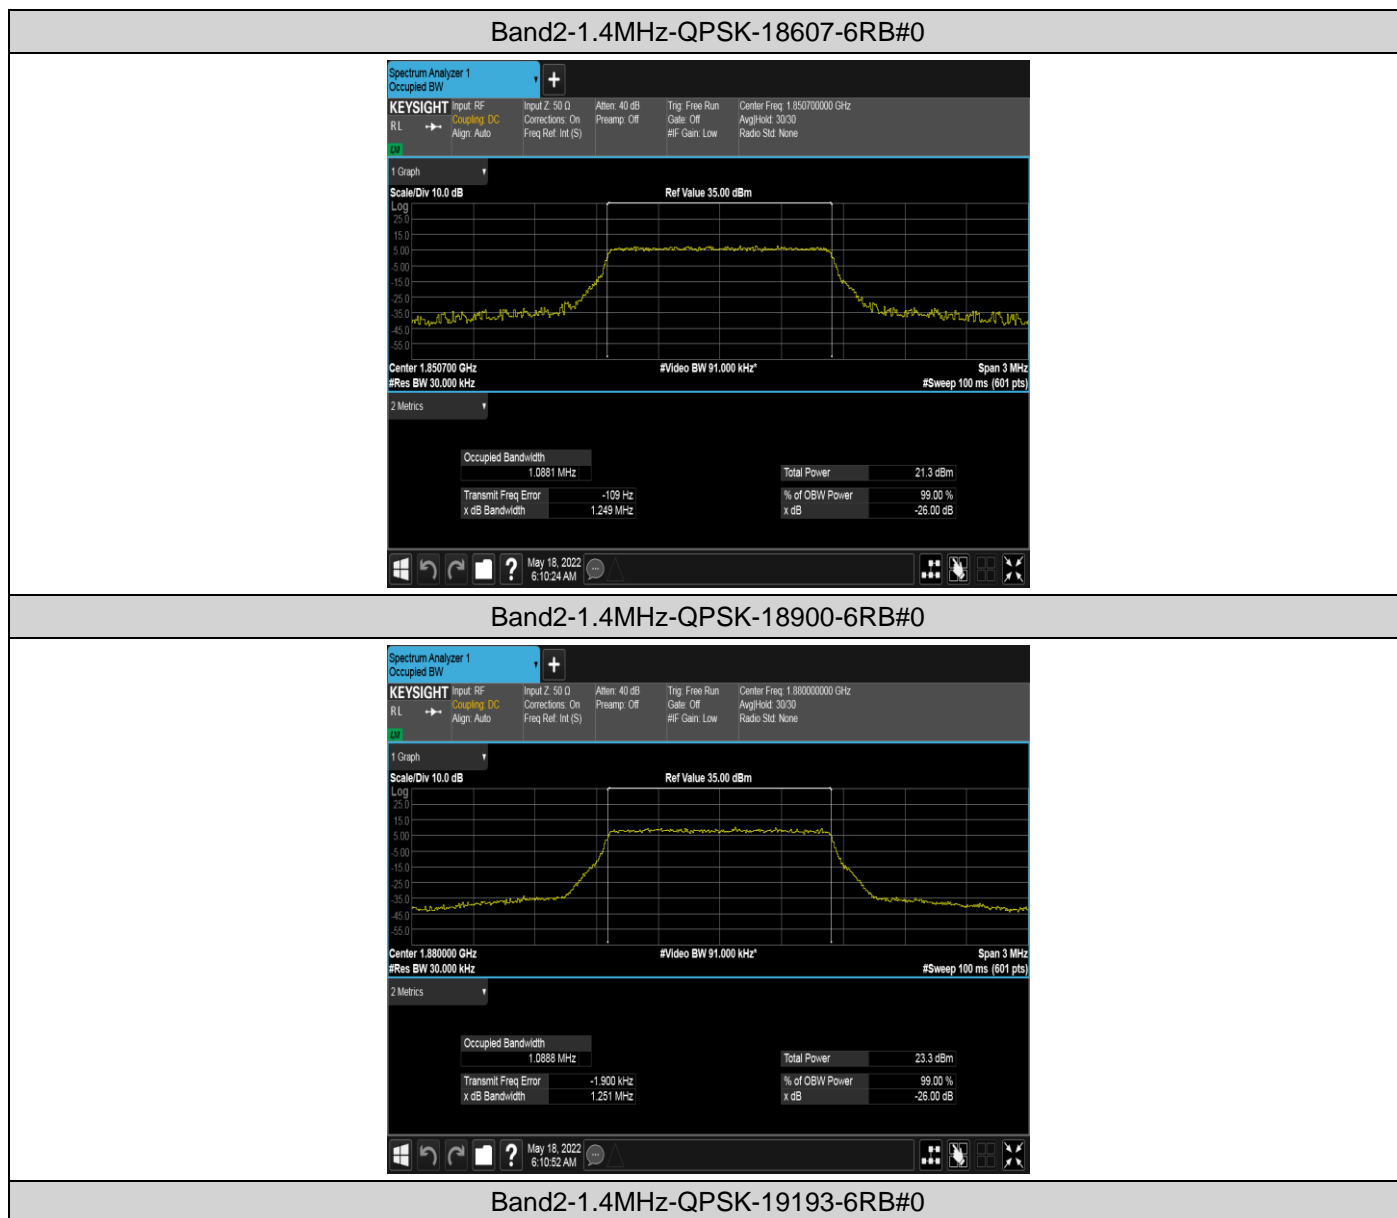 Band2-1.4MHz-QPSK-18607-6RB#0
Spectrum Analyzer 1
Occupied BW
KEYSIGHT Input: RF Input Z: 50 Ω Atten: 40 dB Trig: Free Run Center Freq: 1.850700000 GHz
RL Coupling: DC Corrections: On Preamp: Off Gate: Off Avg|Hold: 30/30
Align: Auto Freq Ref: Int (S) #IF Gain: Low Radio Std: None
1 Graph
Scale/Div 10.0 dB Ref Value 35.00 dBm
Log
25.0
15.0
5.00
-5.00
-15.0
-25.0
-35.0
-45.0
-55.0
Center 1.850700 GHz #Video BW 91.000 kHz* Span 3 MHz
#Res BW 30.000 kHz #Sweep 100 ms (601 pts)
2 Metrics
Occupied Bandwidth
1.0881 MHz Total Power 21.3 dBm
Transmit Freq Error -109 Hz % of OBW Power 99.00 %
x dB Bandwidth 1.249 MHz x dB -26.00 dB
May 18, 2022
6:10:24 AM
Band2-1.4MHz-QPSK-18900-6RB#0
Spectrum Analyzer 1
Occupied BW
KEYSIGHT Input: RF Input Z: 50 Ω Atten: 40 dB Trig: Free Run Center Freq: 1.880000000 GHz
RL Coupling: DC Corrections: On Preamp: Off Gate: Off Avg|Hold: 30/30
Align: Auto Freq Ref: Int (S) #IF Gain: Low Radio Std: None
1 Graph
Scale/Div 10.0 dB Ref Value 35.00 dBm
Log
25.0
15.0
5.00
-5.00
-15.0
-25.0
-35.0
-45.0
-55.0
Center 1.880000 GHz #Video BW 91.000 kHz* Span 3 MHz
#Res BW 30.000 kHz #Sweep 100 ms (601 pts)
2 Metrics
Occupied Bandwidth
1.0888 MHz Total Power 23.3 dBm
Transmit Freq Error -1.900 kHz % of OBW Power 99.00 %
x dB Bandwidth 1.251 MHz x dB -26.00 dB
May 18, 2022
6:10:52 AM
Band2-1.4MHz-QPSK-19193-6RB#0